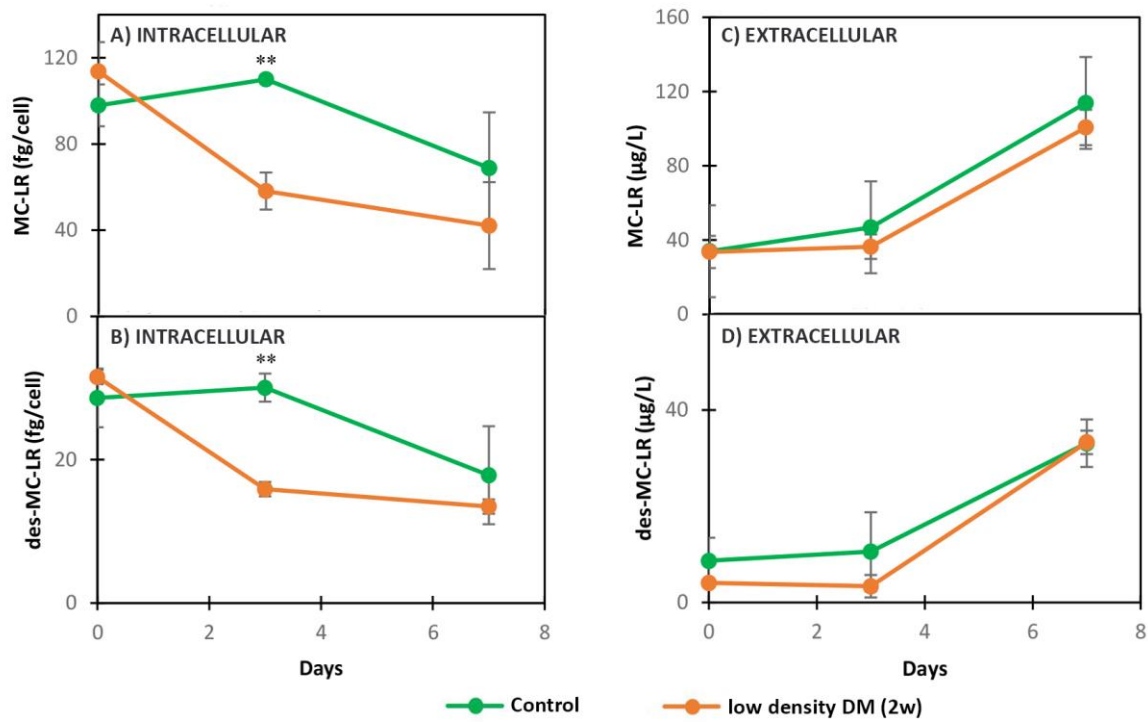 A) INTRACELLULAR
**
120
80
40
0
MC-LR (fg/cell)
C) EXTRACELLULAR
160
120
80
40
0
MC-LR (µg/L)
B) INTRACELLULAR
**
20
0
des-MC-LR (fg/cell)
0 2 4 6 8
Days
D) EXTRACELLULAR
40
0
des-MC-LR (µg/L)
0 2 4 6 8
Days
Control
low density DM (2w)